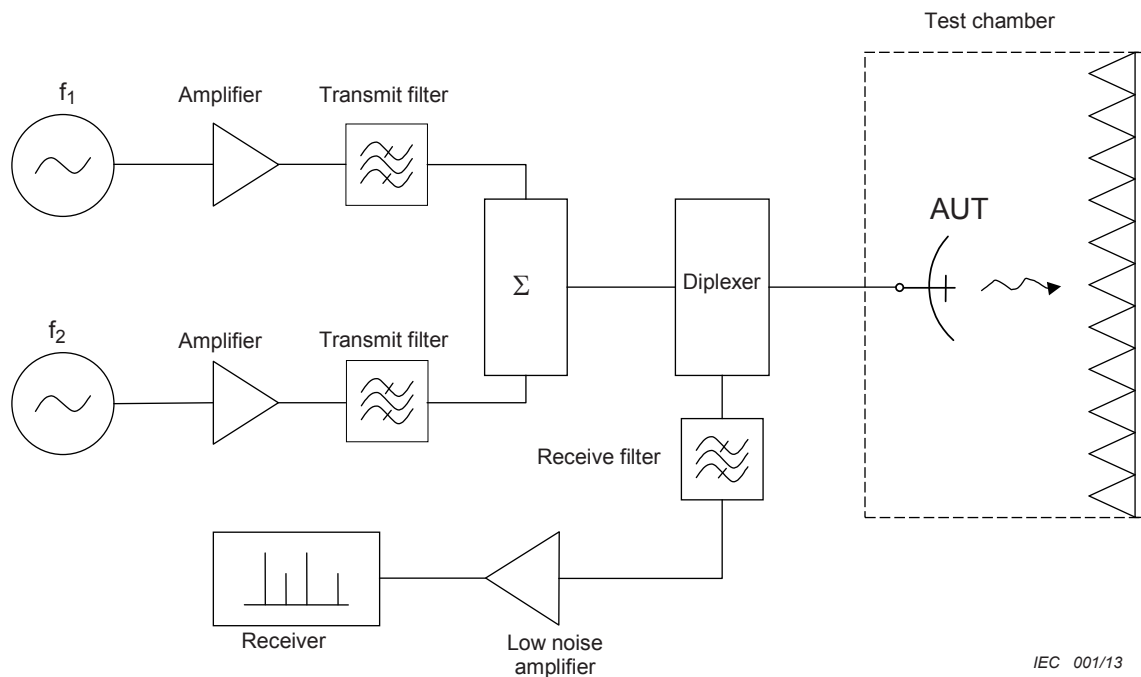 Test chamber
f1
Amplifier
Transmit filter
AUT
Σ
Diplexer
f2
Amplifier
Transmit filter
Receive filter
Receiver
Low noise
amplifier
IEC 001/13